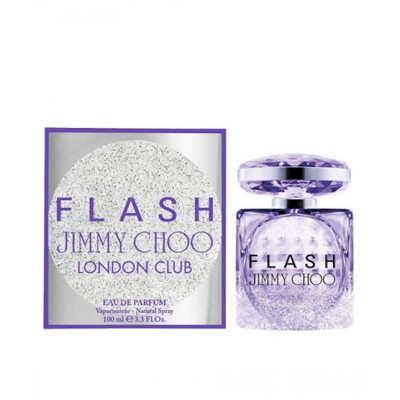 FLASH
JIMMY CHOO
LONDON CLUB
EAU DE PARFUM
Vaporisateur - Natural Spray
100 ml ℮ 3.3 Fl.Oz.
FLASH
JIMMY CHOO